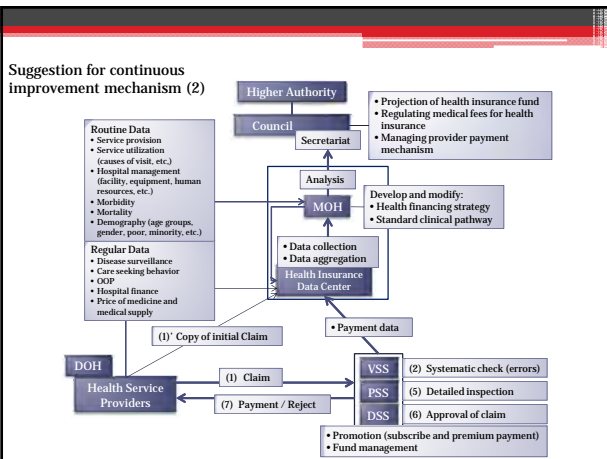 Suggestion for continuous
improvement mechanism (2)
Higher Authority
Council
Secretariat
• Projection of health insurance fund
• Regulating medical fees for health
insurance
• Managing provider payment
mechanism
Routine Data
• Service provision
• Service utilization
(causes of visit, etc,)
• Hospital management
(facility, equipment, human
resources, etc.)
• Morbidity
• Mortality
• Demography (age groups,
gender, poor, minority, etc.)
Analysis
MOH
Develop and modify:
• Health financing strategy
• Standard clinical pathway
• Data collection
• Data aggregation
Health Insurance
Data Center
Regular Data
• Disease surveillance
• Care seeking behavior
• OOP
• Hospital finance
• Price of medicine and
medical supply
(1)' Copy of initial Claim
• Payment data
DOH
Health Service
Providers
(1) Claim
(7) Payment / Reject
VSS
(2) Systematic check (errors)
PSS
(5) Detailed inspection
DSS
(6) Approval of claim
• Promotion (subscribe and premium payment)
• Fund management